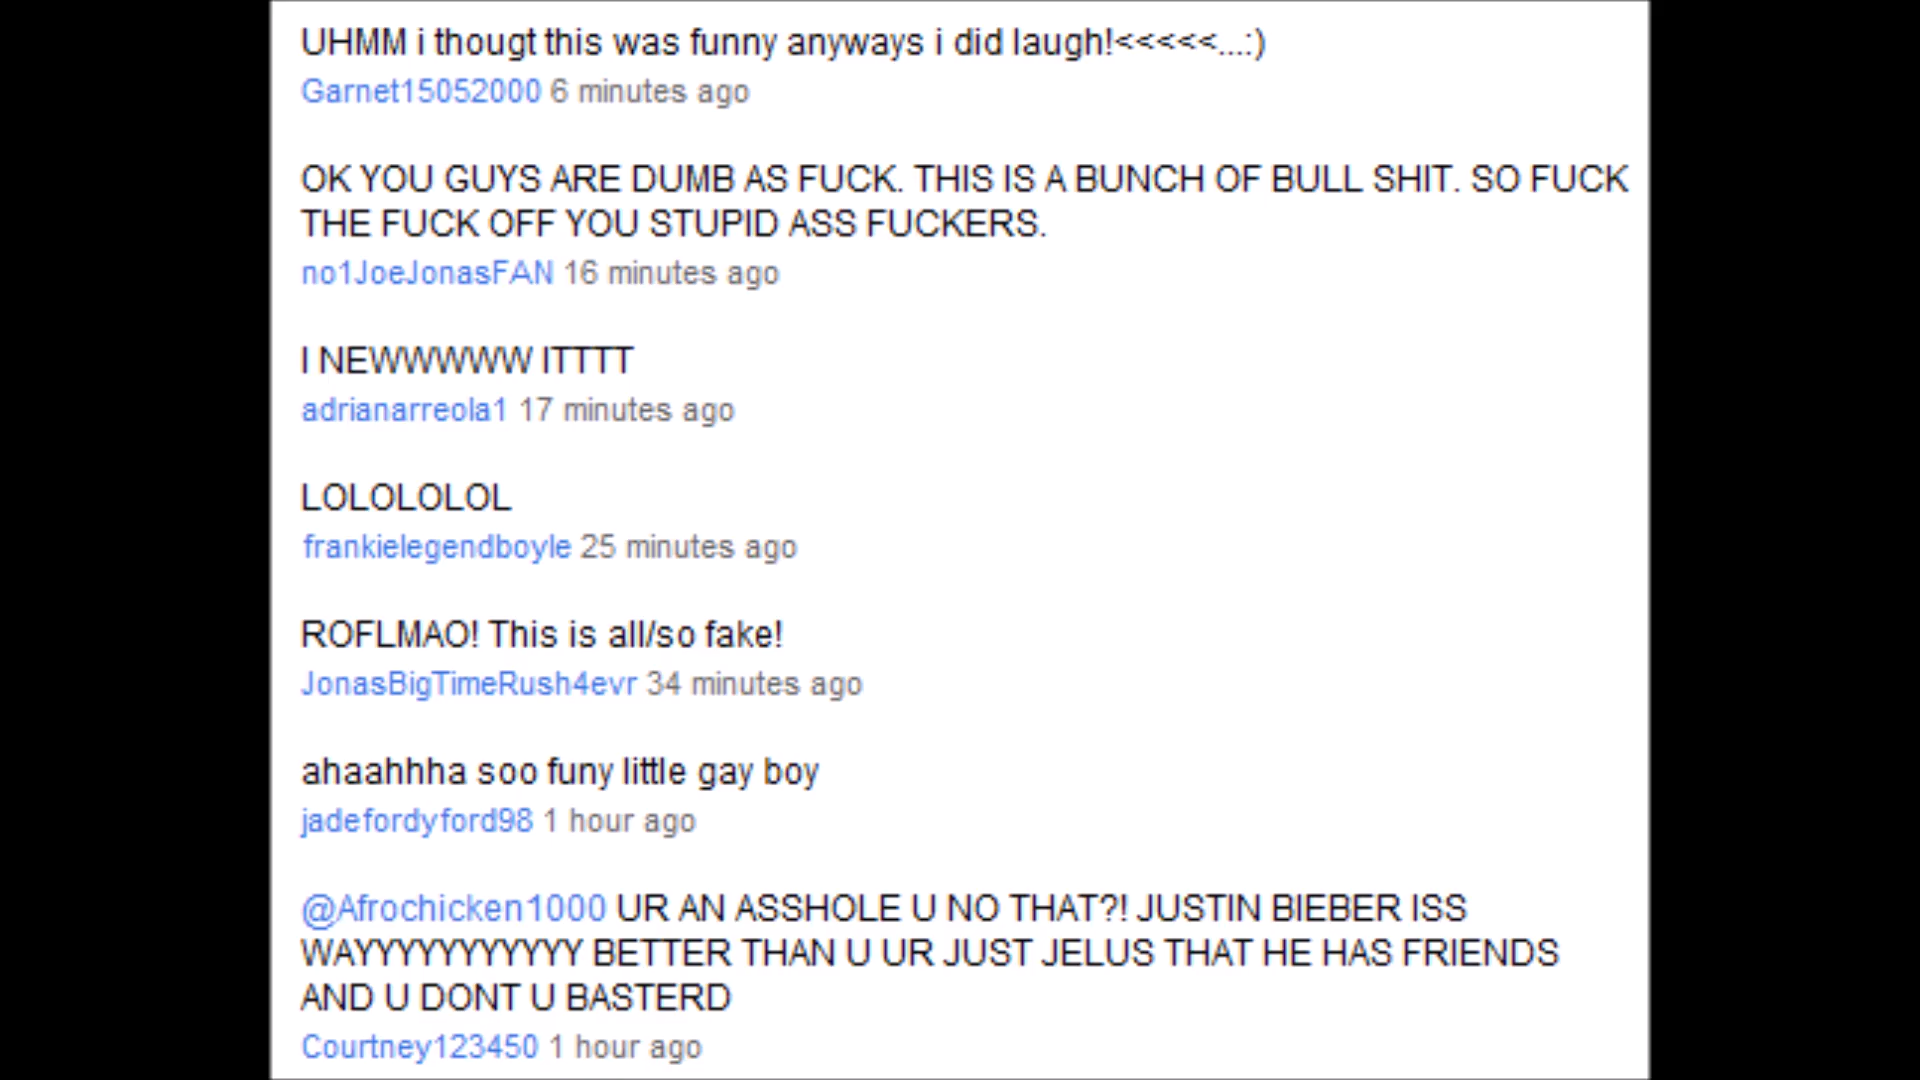 UHMM i thougt this was funny anyways i did laugh!<<<<<...:)
Garnet15052000 6 minutes ago
OK YOU GUYS ARE DUMB AS FUCK. THIS IS A BUNCH OF BULL SHIT. SO FUCK
THE FUCK OFF YOU STUPID ASS FUCKERS.
no1JoeJonasFAN 16 minutes ago
I NEWWWWW ITTTT
adrianarreola1 17 minutes ago
LOLOLOLOL
frankielegendboyle 25 minutes ago
ROFLMAO! This is all/so fake!
JonasBigTimeRush4evr 34 minutes ago
ahaahhha soo funy little gay boy
jadefordyford98 1 hour ago
@Afrochicken1000 UR AN ASSHOLE U NO THAT?! JUSTIN BIEBER ISS
WAYYYYYYYYYYY BETTER THAN U UR JUST JELUS THAT HE HAS FRIENDS
AND U DONT U BASTERD
Courtney123450 1 hour ago